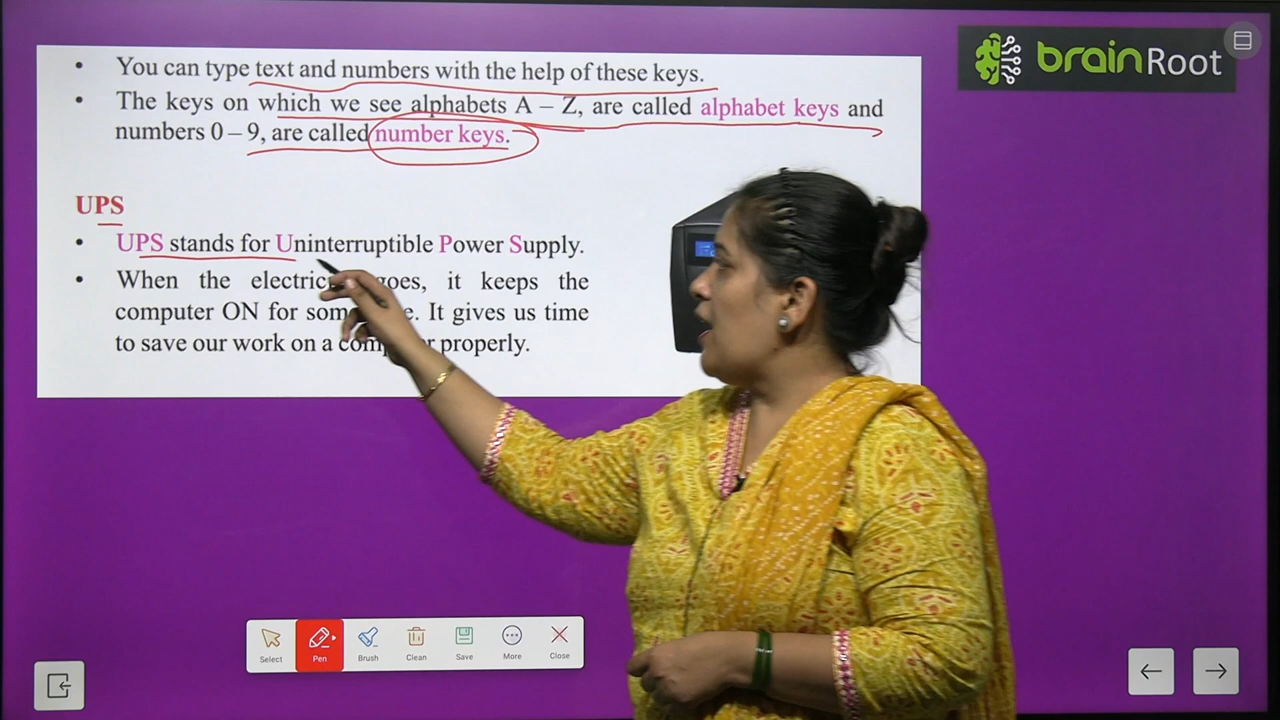 • You can type text and numbers with the help of these keys.
• The keys on which we see alphabets A – Z, are called alphabet keys and
numbers 0 – 9, are called number keys.
UPS
• UPS stands for Uninterruptible Power Supply.
• When the goes, it keeps the
computer ON for It gives us time
to save our work on a properly.
brainRoot
Select Pen Brush Clean Save More Close